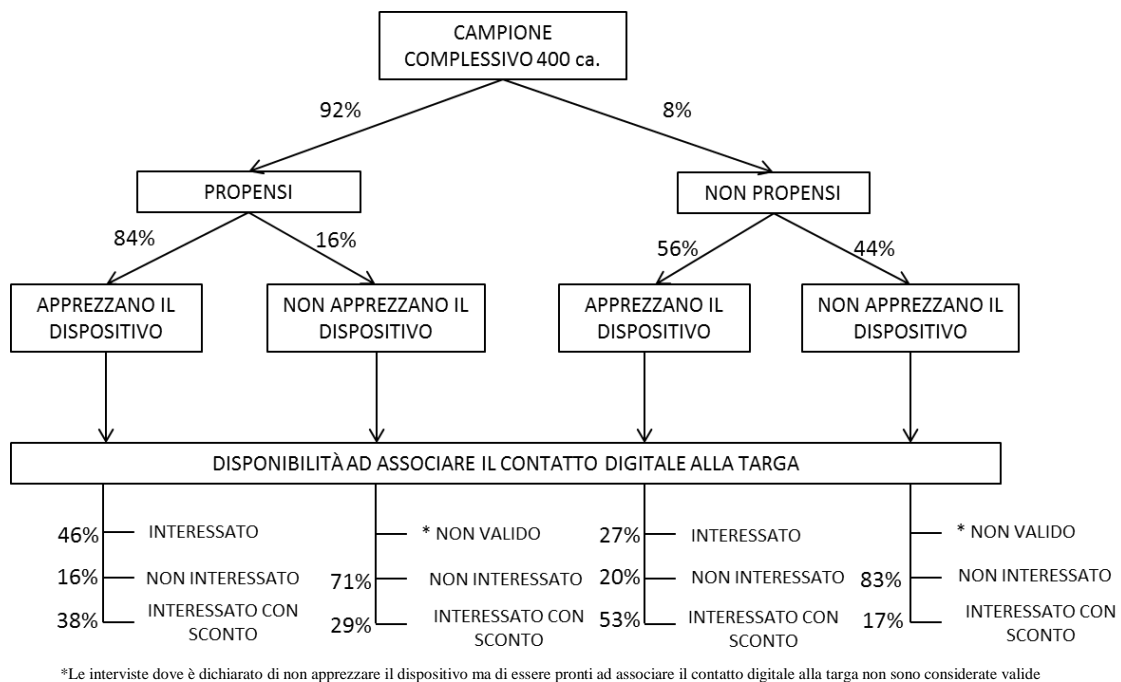 CAMPIONE
COMPLESSIVO 400 ca.
92%
8%
PROPENSI
NON PROPENSI
84%
16%
56%
44%
APPREZZANO IL
DISPOSITIVO
NON APPREZZANO IL
DISPOSITIVO
APPREZZANO IL
DISPOSITIVO
NON APPREZZANO IL
DISPOSITIVO
DISPONIBILITÀ AD ASSOCIARE IL CONTATTO DIGITALE ALLA TARGA
46% INTERESSATO
16% NON INTERESSATO
38% INTERESSATO CON
SCONTO
* NON VALIDO
71% NON INTERESSATO
29% INTERESSATO CON
SCONTO
27% INTERESSATO
20% NON INTERESSATO
53% INTERESSATO CON
SCONTO
* NON VALIDO
83% NON INTERESSATO
17% INTERESSATO CON
SCONTO
*Le interviste dove è dichiarato di non apprezzare il dispositivo ma di essere pronti ad associare il contatto digitale alla targa non sono considerate valide